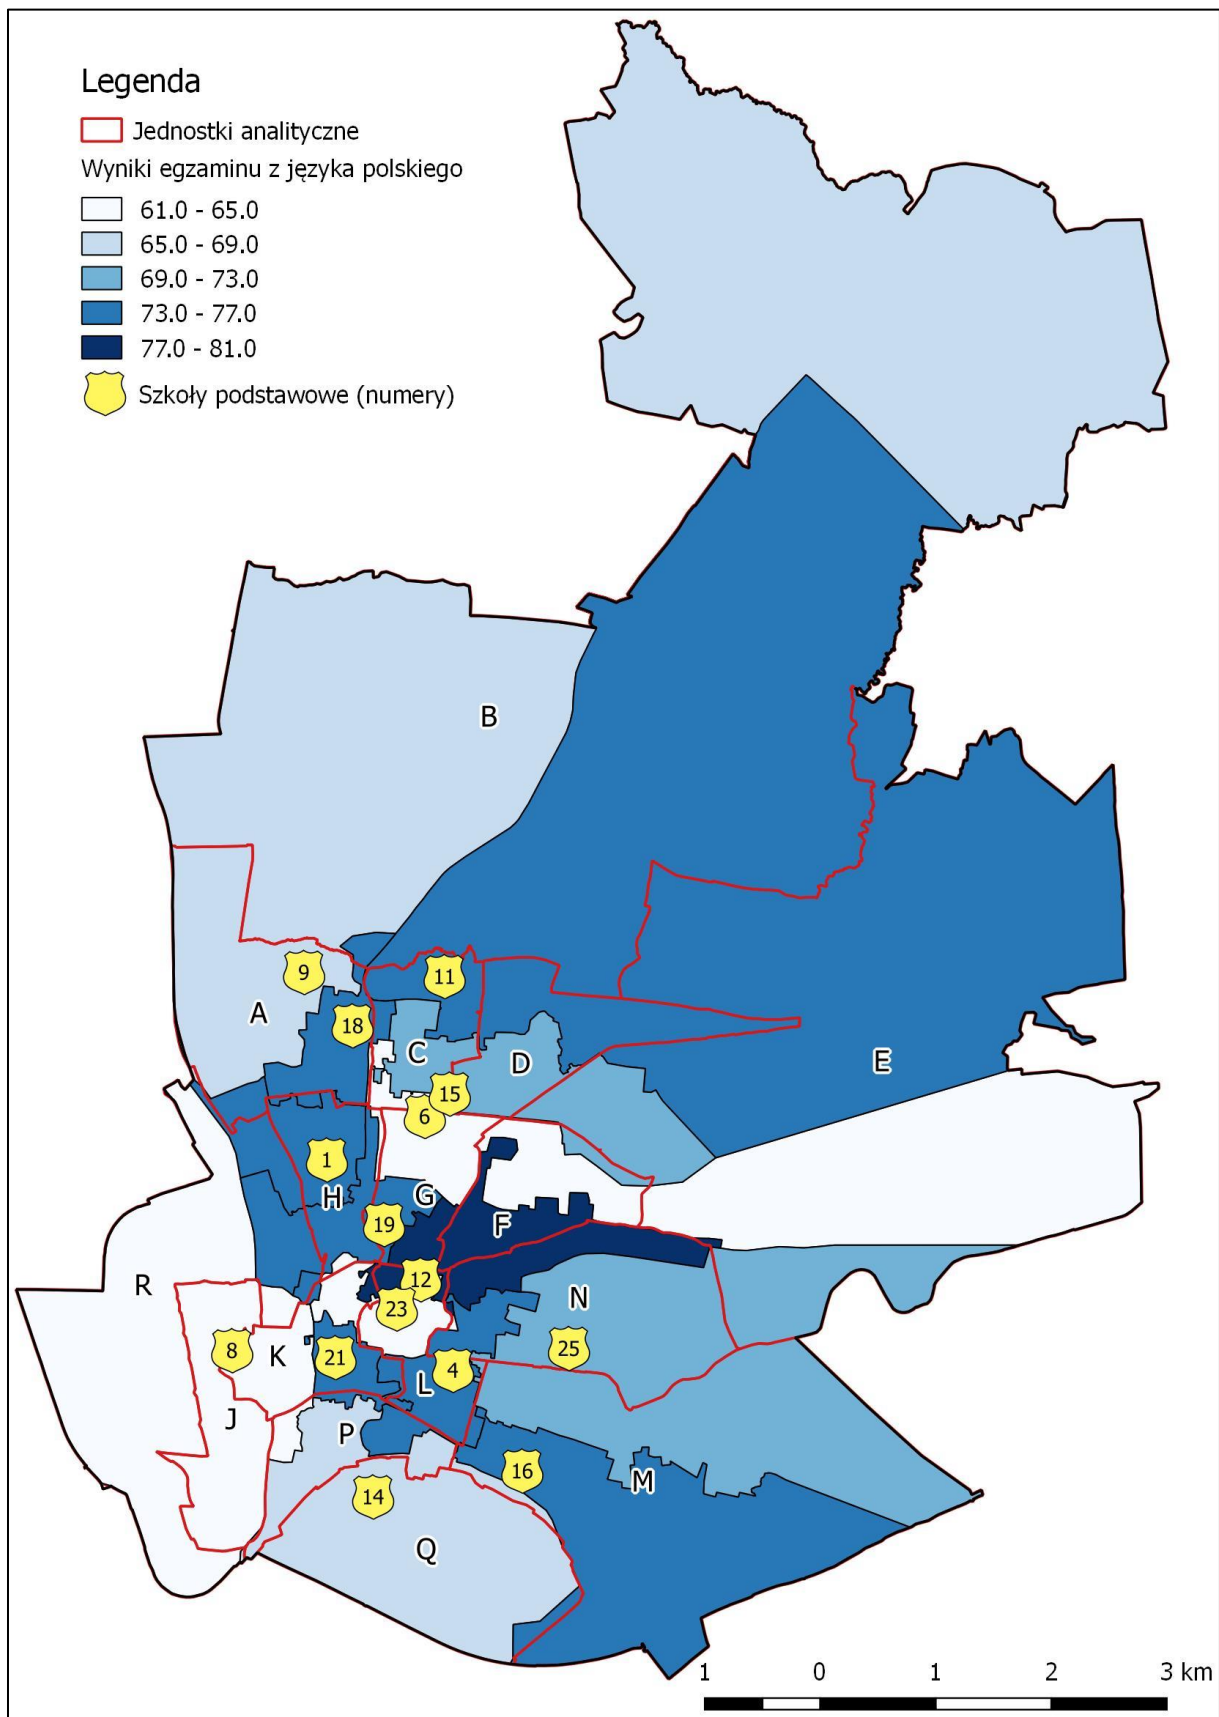 Legenda
Jednostki analityczne
Wyniki egzaminu z języka polskiego
61.0 - 65.0
65.0 - 69.0
69.0 - 73.0
73.0 - 77.0
77.0 - 81.0
Szkoły podstawowe (numery)
B
9
11
A
18
C
D
E
15
6
1
H
G
19
F
R
12
23
N
8
K
21
4
25
L
J
P
16
M
14
Q
1 0 1 2 3 km